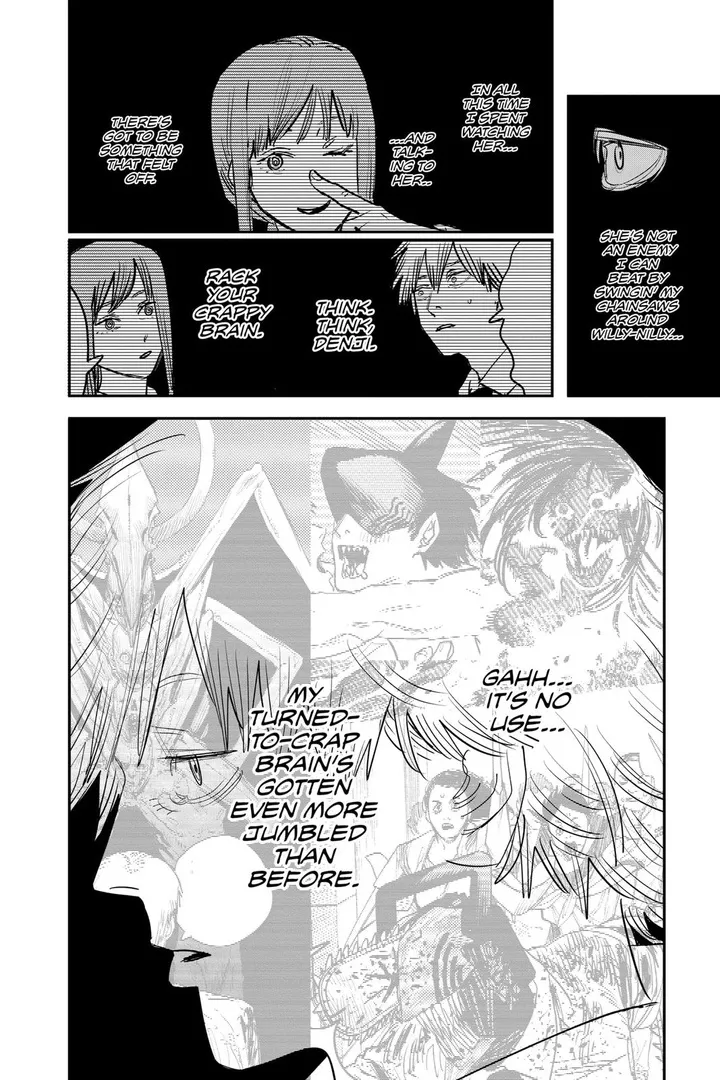 SHE'S NOT
AN ENEMY
I CAN
BEAT BY
SWINGIN' MY
CHAINSAWS
AROUND
WILLY-NILLY...
IN ALL
THIS TIME
I SPENT
WATCHING
HER...
...AND
TALK-
ING TO
HER..
THERE'S
GOT TO BE
SOMETHING
THAT FELT
OFF.
THINK.
THINK,
DENJI.
RACK
YOUR
CRAPPY
BRAIN.
GAHH...
IT'S NO
USE...
MY
TURNED-
TO-CRAP
BRAIN'S
GOTTEN
EVEN MORE
JUMBLED
THAN
BEFORE.